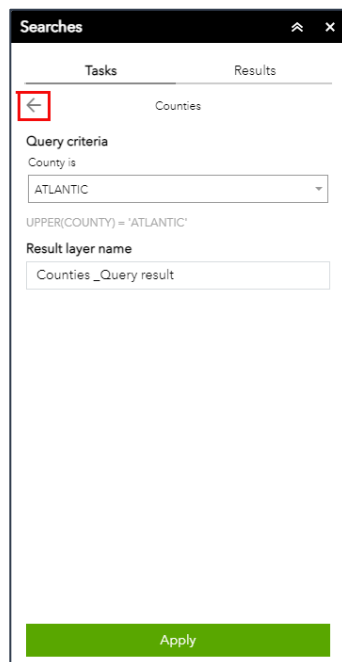 Searches
Tasks Results
Counties
Query criteria
County is
ATLANTIC
UPPER(COUNTY) = 'ATLANTIC'
Result layer name
Counties _Query result
Apply